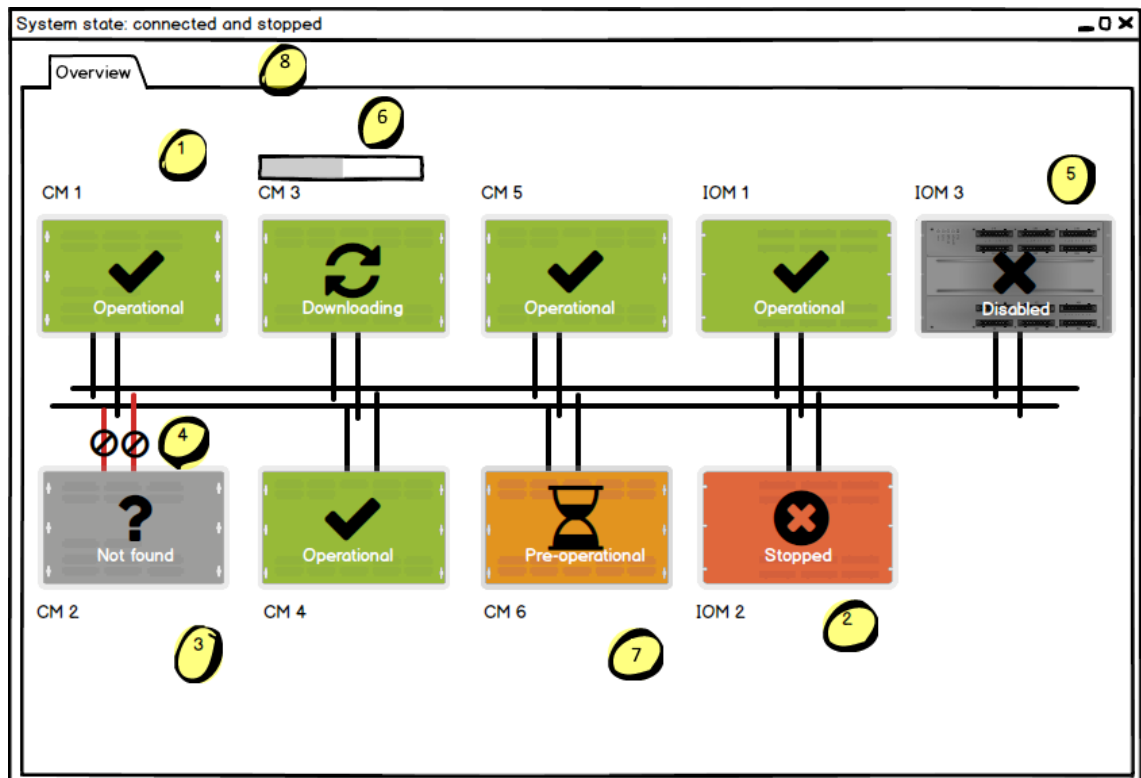 System state: connected and stopped
Overview
8
6
1
5
CM 1
CM 3
CM 5
IOM 1
IOM 3
Operational
Downloading
Operational
Operational
Disabled
4
Not found
Operational
Pre-operational
Stopped
CM 2
CM 4
CM 6
IOM 2
2
3
7